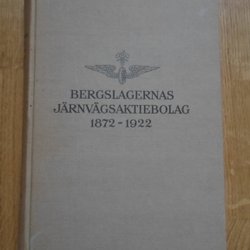 BERGSLAGERNAS
JÄRNVÄGSAKTIEBOLAG
1872-1922